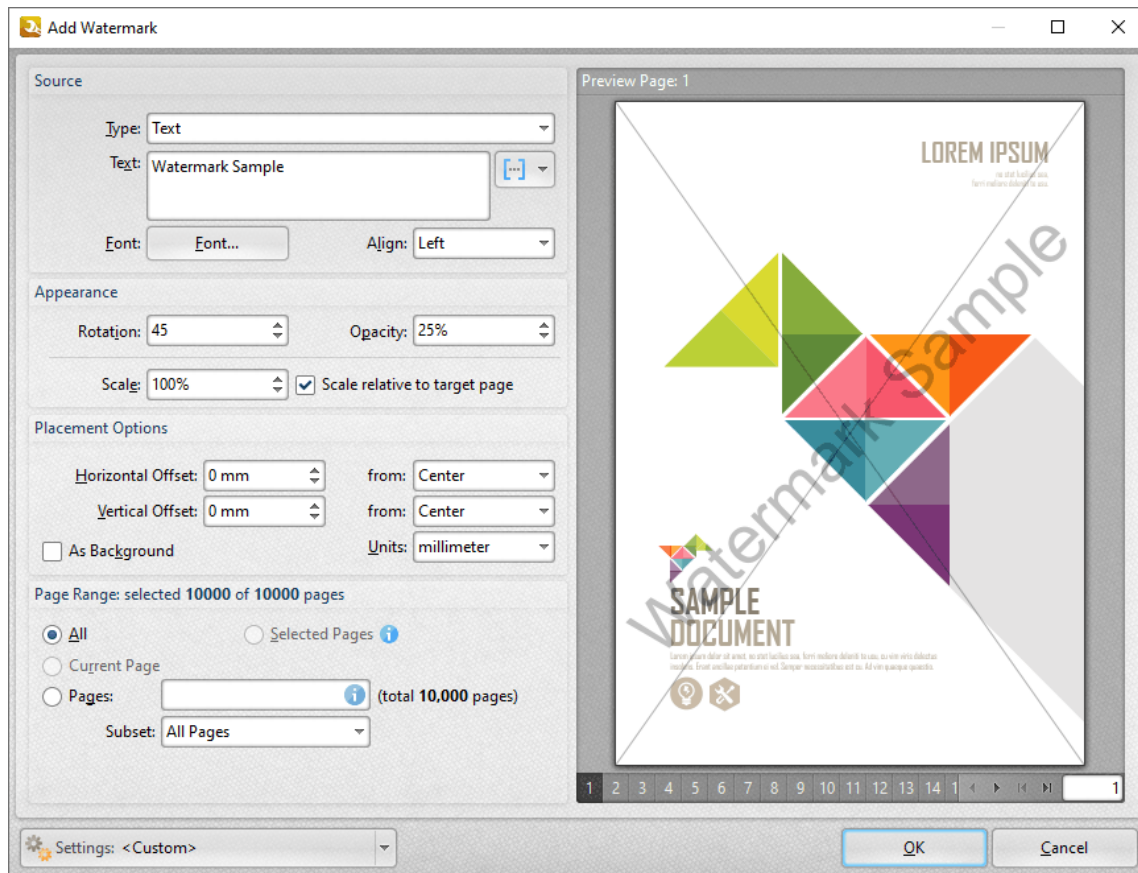 Add Watermark
Source
Type: Text
Text: Watermark Sample
Font: Font... Align: Left
Appearance
Rotation: 45 Opacity: 25%
Scale: 100% Scale relative to target page
Placement Options
Horizontal Offset: 0 mm from: Center
Vertical Offset: 0 mm from: Center
As Background Units: millimeter
Page Range: selected 10000 of 10000 pages
All Selected Pages
Current Page
Pages: (total 10,000 pages)
Subset: All Pages
Settings: <Custom>
Preview Page: 1
LOREM IPSUM
Watermark Sample
SAMPLE
DOCUMENT
1 2 3 4 5 6 7 8 9 10 11 12 13 14 1 1
OK Cancel